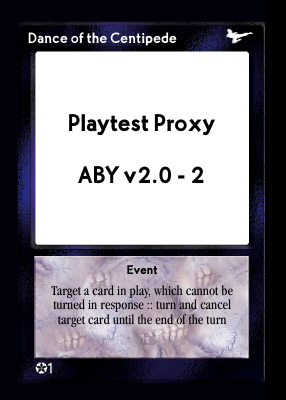 Dance of the Centipede
Playtest Proxy
ABY v2.0 - 2
Event
Target a card in play, which cannot be
turned in response :: turn and cancel
target card until the end of the turn
1